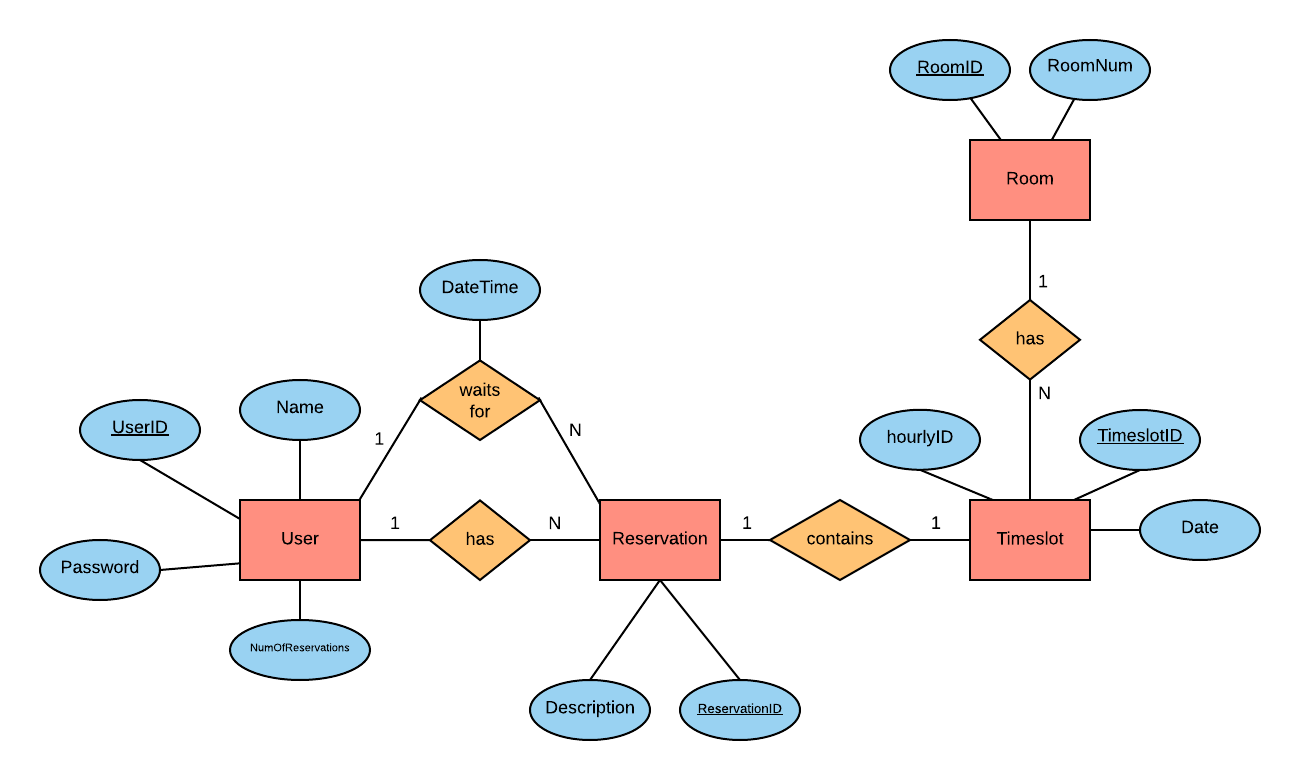 RoomID
RoomNum
Room
1
has
N
DateTime
waits
for
1
N
UserID
Name
Password
User
NumOfReservations
1
has
N
Reservation
Description
ReservationID
1
contains
1
hourlyID
TimeslotID
Timeslot
Date